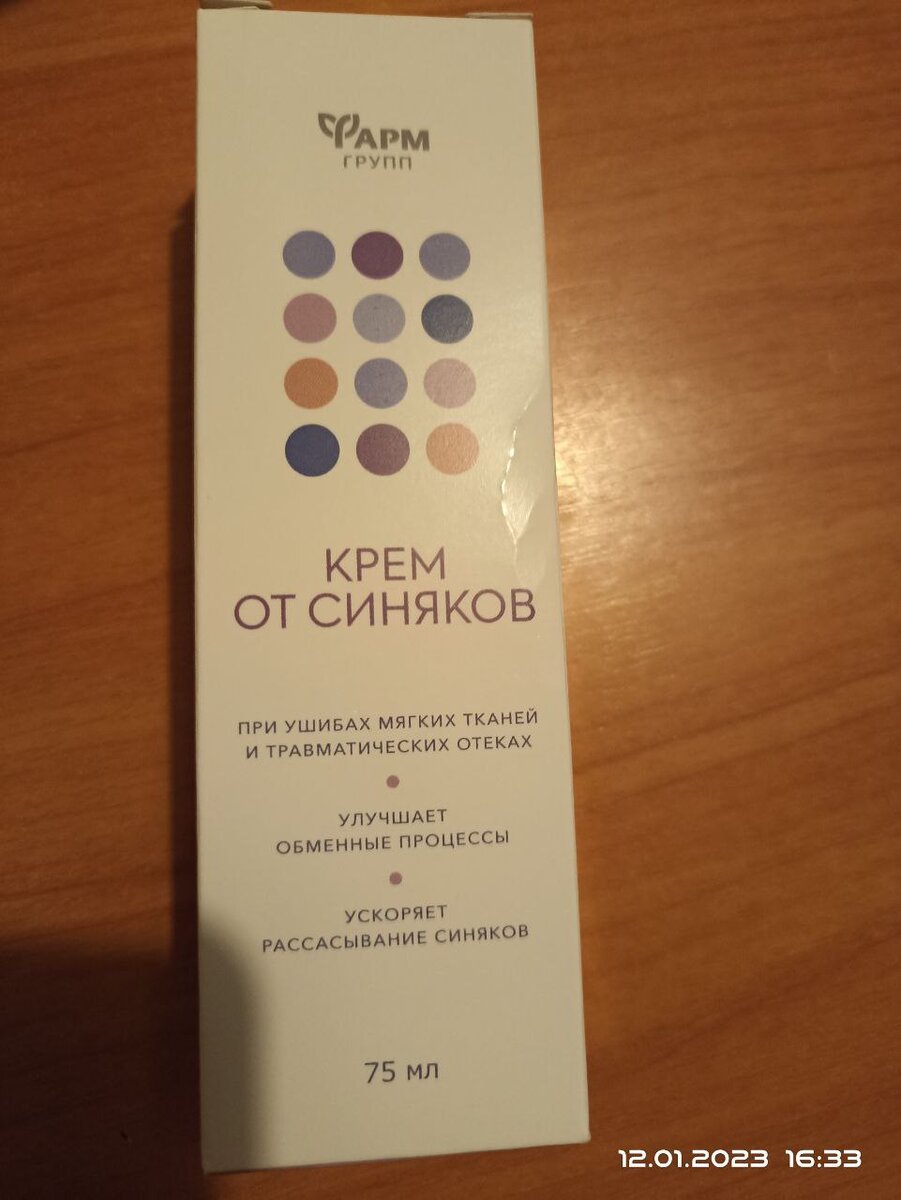 ФАРМ
ГРУПП
КРЕМ
ОТ СИНЯКОВ
ПРИ УШИБАХ МЯГКИХ ТКАНЕЙ
И ТРАВМАТИЧЕСКИХ ОТЕКАХ
УЛУЧШАЕТ
ОБМЕННЫЕ ПРОЦЕССЫ
УСКОРЯЕТ
РАССАСЫВАНИЕ СИНЯКОВ
75 мл
12.01.2023 16:33